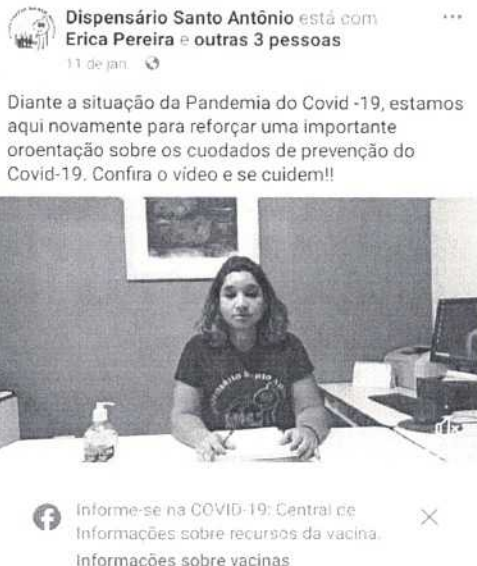 Dispensário Santo Antônio está com
Erica Pereira e outras 3 pessoas
11 de jan.
Diante a situação da Pandemia do Covid -19, estamos
aqui novamente para reforçar uma importante
oroentação sobre os cuodados de prevenção do
Covid-19. Confira o vídeo e se cuidem!!
Informe-se na COVID-19: Central de
Informações sobre recursos da vacina.
Informações sobre vacinas